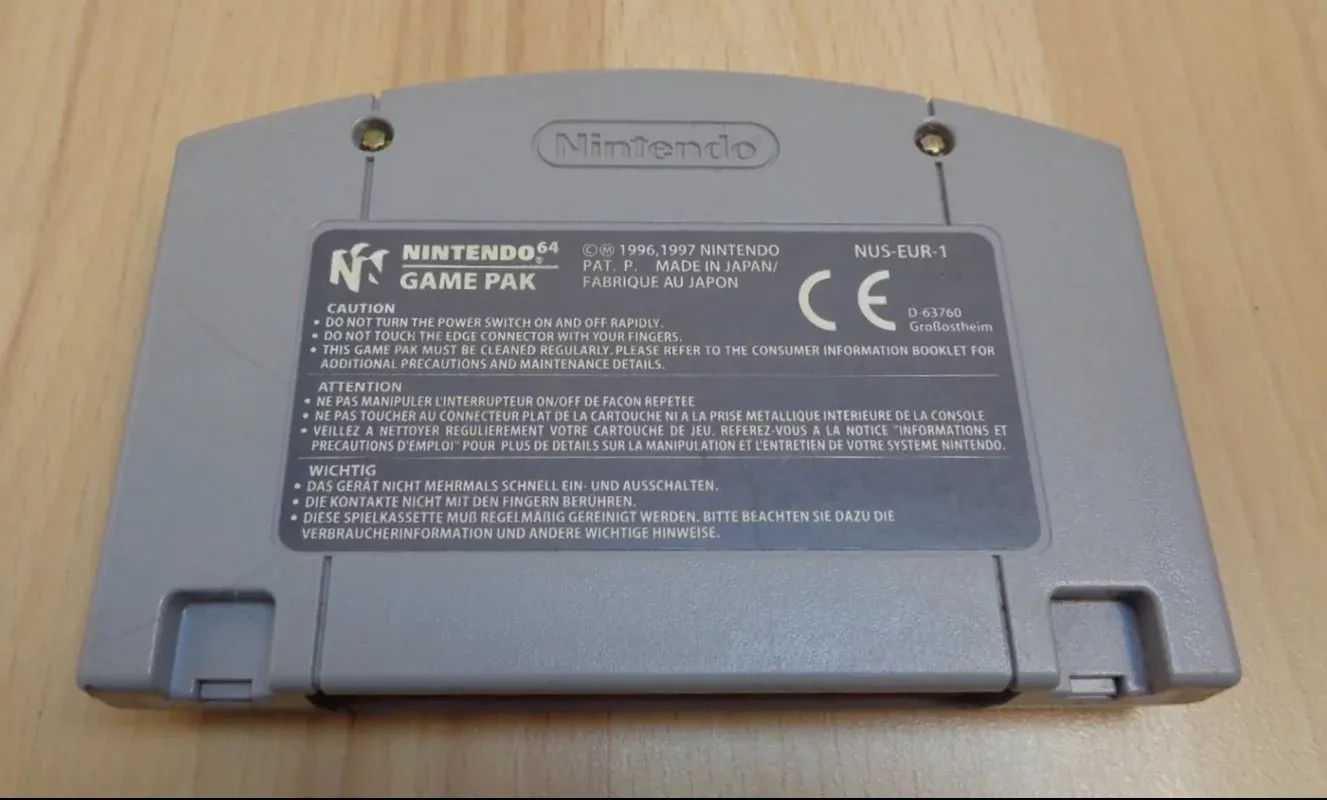 Nintendo
NINTENDO 64
GAME PAK
©Ⓜ 1996,1997 NINTENDO
PAT. P. MADE IN JAPAN/
FABRIQUE AU JAPON
NUS-EUR-1
CE
D-63760
Großostheim
CAUTION
• DO NOT TURN THE POWER SWITCH ON AND OFF RAPIDLY.
• DO NOT TOUCH THE EDGE CONNECTOR WITH YOUR FINGERS.
• THIS GAME PAK MUST BE CLEANED REGULARLY. PLEASE REFER TO THE CONSUMER INFORMATION BOOKLET FOR
ADDITIONAL PRECAUTIONS AND MAINTENANCE DETAILS.
ATTENTION
• NE PAS MANIPULER L'INTERRUPTEUR ON/OFF DE FACON REPETEE
• NE PAS TOUCHER AU CONNECTEUR PLAT DE LA CARTOUCHE NI A LA PRISE METALLIQUE INTERIEURE DE LA CONSOLE
• VEILLEZ A NETTOYER REGULIEREMENT VOTRE CARTOUCHE DE JEU. REFEREZ-VOUS A LA NOTICE "INFORMATIONS ET
PRECAUTIONS D'EMPLOI" POUR PLUS DE DETAILS SUR LA MANIPULATION ET L'ENTRETIEN DE VOTRE SYSTEME NINTENDO.
WICHTIG
• DAS GERÄT NICHT MEHRMALS SCHNELL EIN- UND AUSSCHALTEN.
• DIE KONTAKTE NICHT MIT DEN FINGERN BERÜHREN.
• DIESE SPIELKASSETTE MUß REGELMÄßIG GEREINIGT WERDEN. BITTE BEACHTEN SIE DAZU DIE
VERBRAUCHERINFORMATION UND ANDERE WICHTIGE HINWEISE.